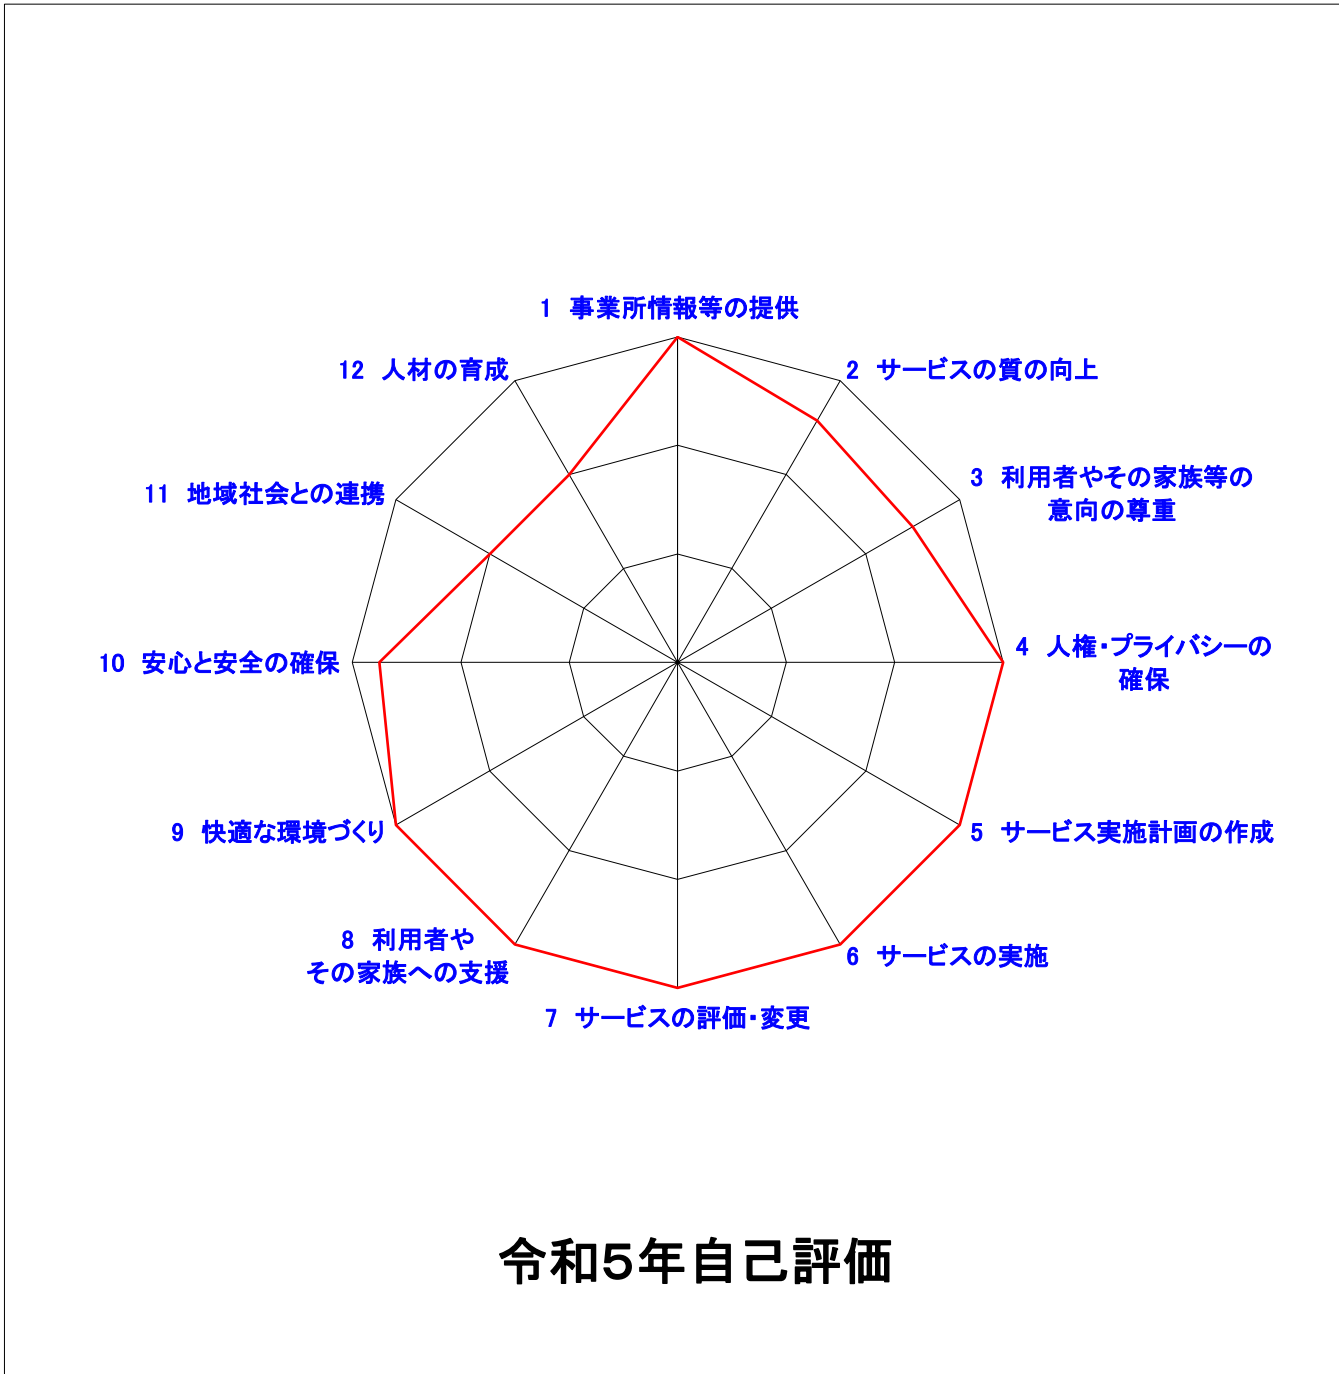 1 事業所情報等の提供
2 サービスの質の向上
3 利用者やその家族等の
意向の尊重
4 人権・プライバシーの
確保
5 サービス実施計画の作成
6 サービスの実施
7 サービスの評価・変更
8 利用者や
その家族への支援
9 快適な環境づくり
10 安心と安全の確保
11 地域社会との連携
12 人材の育成
令和5年自己評価